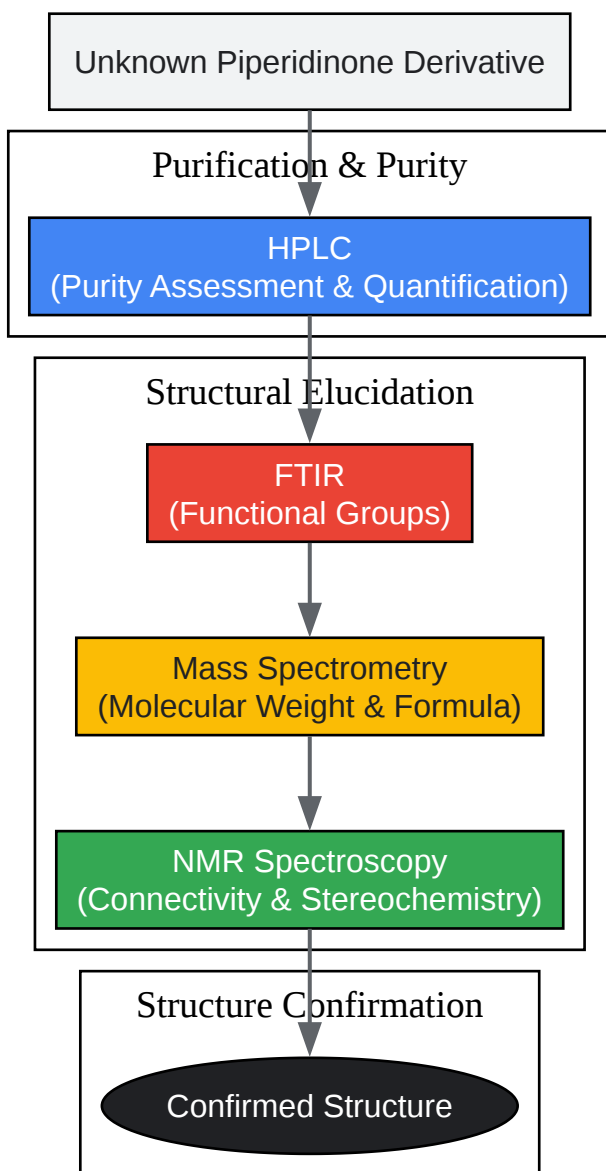 Unknown Piperidinone Derivative
Purification & Purity
HPLC
(Purity Assessment & Quantification)
Structural Elucidation
FTIR
(Functional Groups)
Mass Spectrometry
(Molecular Weight & Formula)
NMR Spectroscopy
(Connectivity & Stereochemistry)
Structure Confirmation
Confirmed Structure